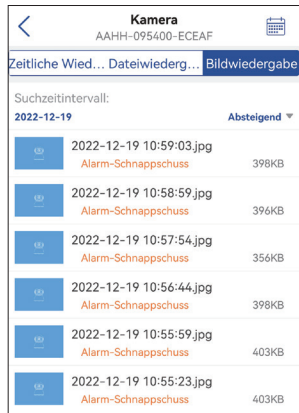 Kamera
AAHH-095400-ECEAF
Zeitliche Wied... Dateiwiederg... Bildwiedergabe
Suchzeitintervall:
2022-12-19 Absteigend
2022-12-19 10:59:03.jpg
Alarm-Schnappschuss 398KB
2022-12-19 10:58:59.jpg
Alarm-Schnappschuss 396KB
2022-12-19 10:57:54.jpg
Alarm-Schnappschuss 356KB
2022-12-19 10:56:44.jpg
Alarm-Schnappschuss 398KB
2022-12-19 10:55:59.jpg
Alarm-Schnappschuss 403KB
2022-12-19 10:55:23.jpg
Alarm-Schnappschuss 403KB